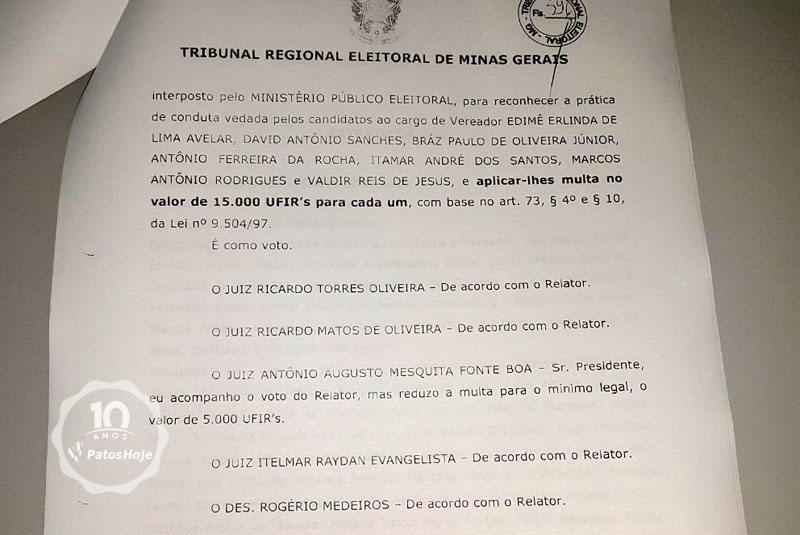 Fls.
TRIBUNAL REGIONAL ELEITORAL DE MINAS GERAIS
interposto pelo MINISTÉRIO PÚBLICO ELEITORAL, para reconhecer a prática
de conduta vedada pelos candidatos ao cargo de Vereador EDIMÊ ERLINDA DE
LIMA AVELAR, DAVID ANTÔNIO SANCHES, BRÁZ PAULO DE OLIVEIRA JÚNIOR,
ANTÔNIO FERREIRA DA ROCHA, ITAMAR ANDRÉ DOS SANTOS, MARCOS
ANTÔNIO RODRIGUES e VALDIR REIS DE JESUS, e aplicar-lhes multa no
valor de 15.000 UFIR's para cada um, com base no art. 73, § 4º e § 10,
da Lei nº 9.504/97.
É como voto.
O JUIZ RICARDO TORRES OLIVEIRA – De acordo com o Relator.
O JUIZ RICARDO MATOS DE OLIVEIRA – De acordo com o Relator.
O JUIZ ANTÔNIO AUGUSTO MESQUITA FONTE BOA – Sr. Presidente,
eu acompanho o voto do Relator, mas reduzo a multa para o mínimo legal, o
valor de 5.000 UFIR's.
O JUIZ ITELMAR RAYDAN EVANGELISTA – De acordo com o Relator.
O DES. ROGÉRIO MEDEIROS – De acordo com o Relator.
10
ANOS
PatosHoje